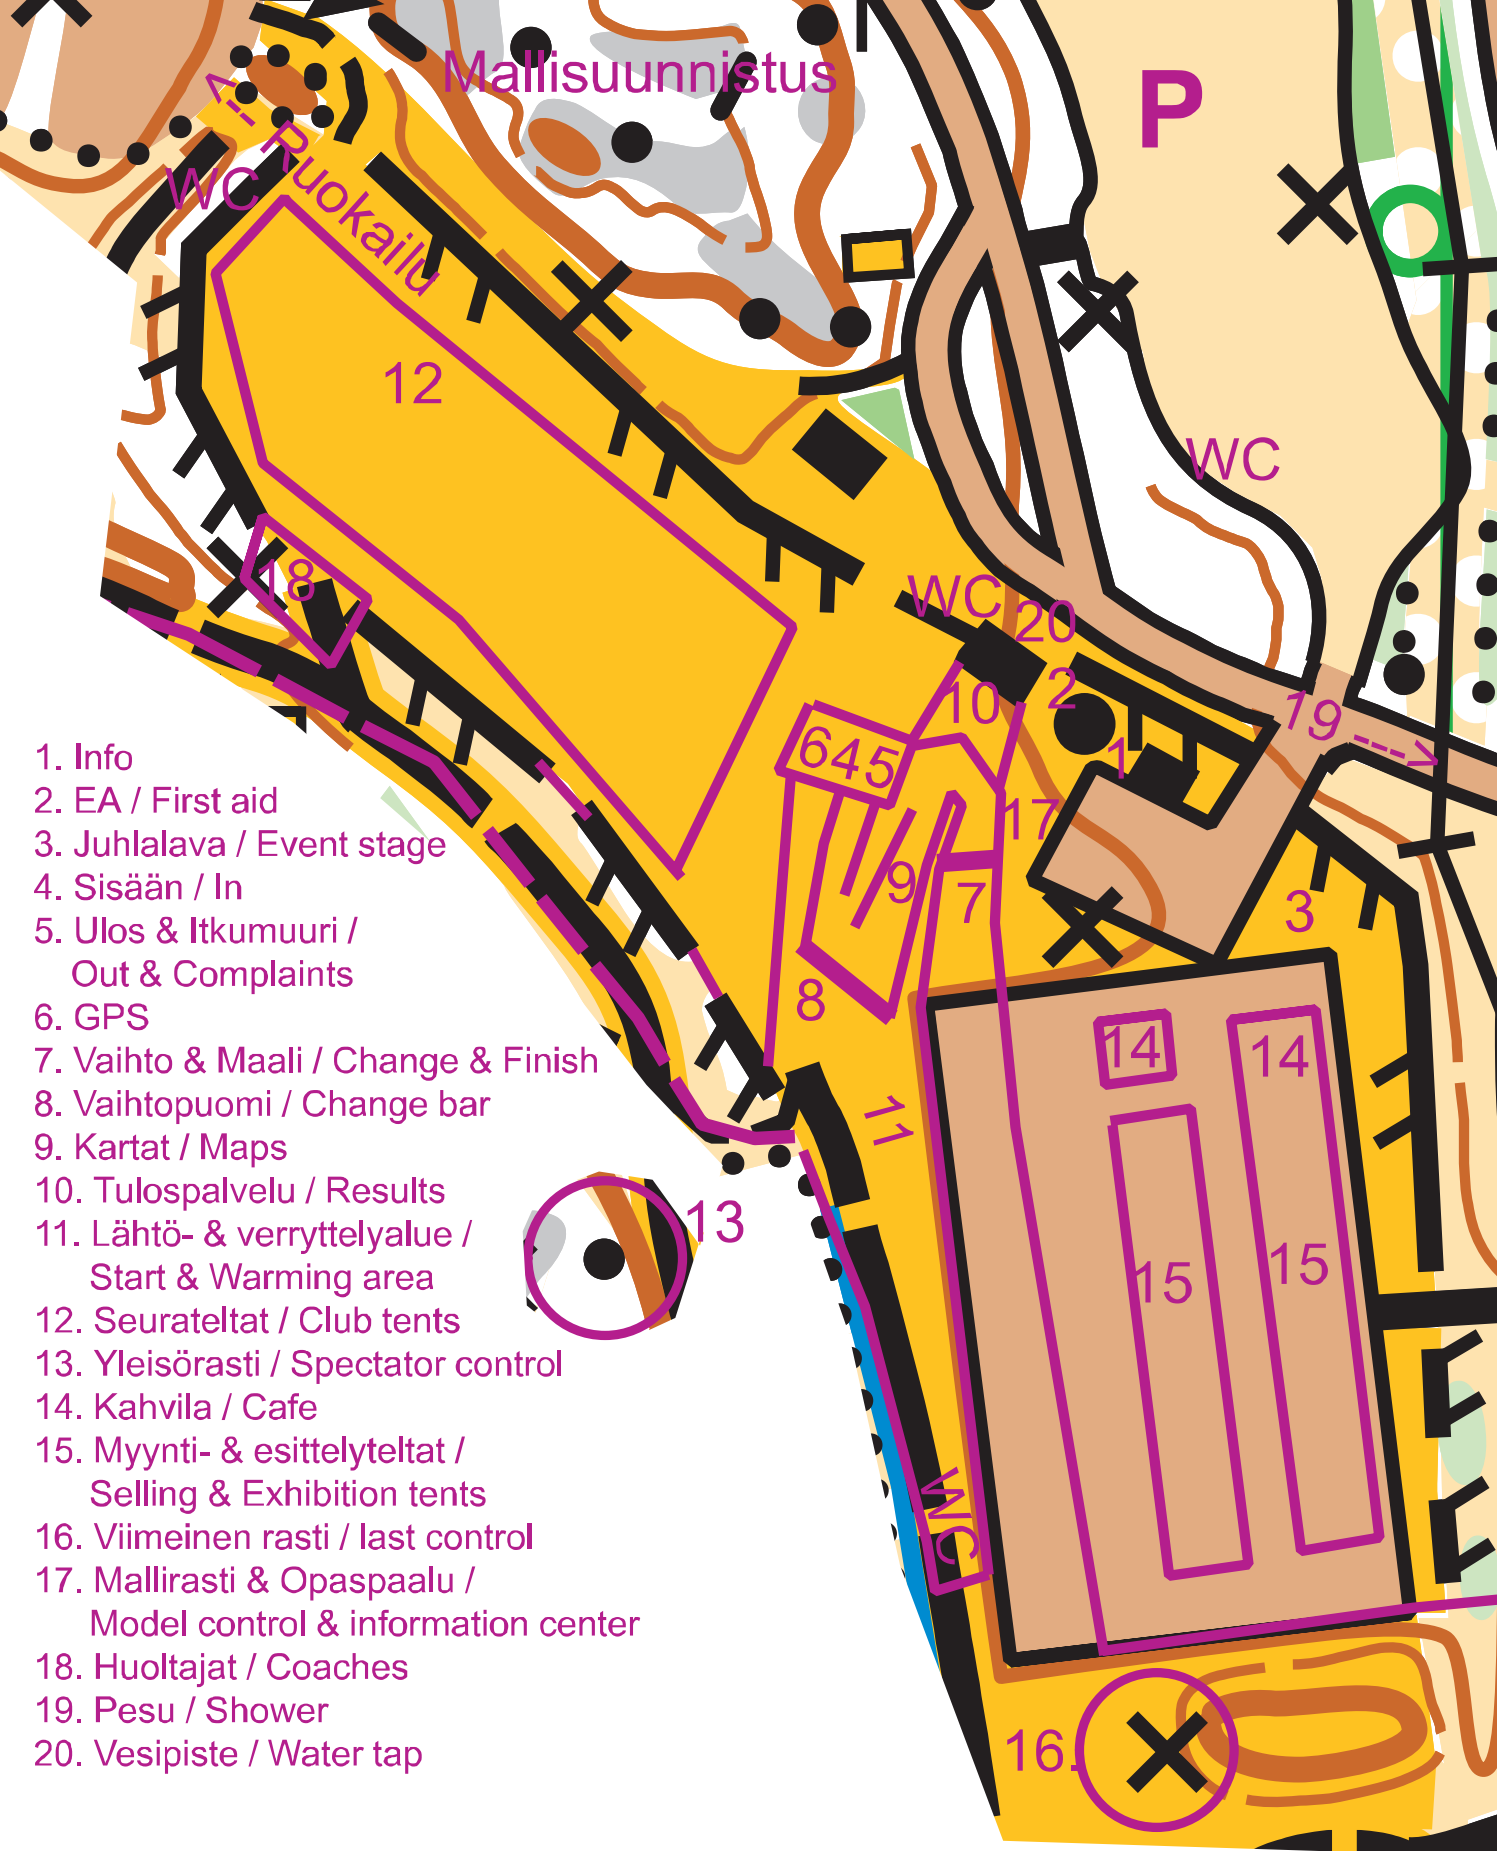 Mallisuunnistus
P
<-- Ruokailu
WC
12
WC
18
WC
20
2
10
19 ---->
645
1
17
9
7
3
8
14
14
11
13
15
15
WC
16.
1. Info
2. EA / First aid
3. Juhlalava / Event stage
4. Sisään / In
5. Ulos & Itkumuuri /
Out & Complaints
6. GPS
7. Vaihto & Maali / Change & Finish
8. Vaihtopuomi / Change bar
9. Kartat / Maps
10. Tulospalvelu / Results
11. Lähtö- & verryttelyalue /
Start & Warming area
12. Seurateltat / Club tents
13. Yleisörasti / Spectator control
14. Kahvila / Cafe
15. Myynti- & esittelyteltat /
Selling & Exhibition tents
16. Viimeinen rasti / last control
17. Mallirasti & Opaspaalu /
Model control & information center
18. Huoltajat / Coaches
19. Pesu / Shower
20. Vesipiste / Water tap